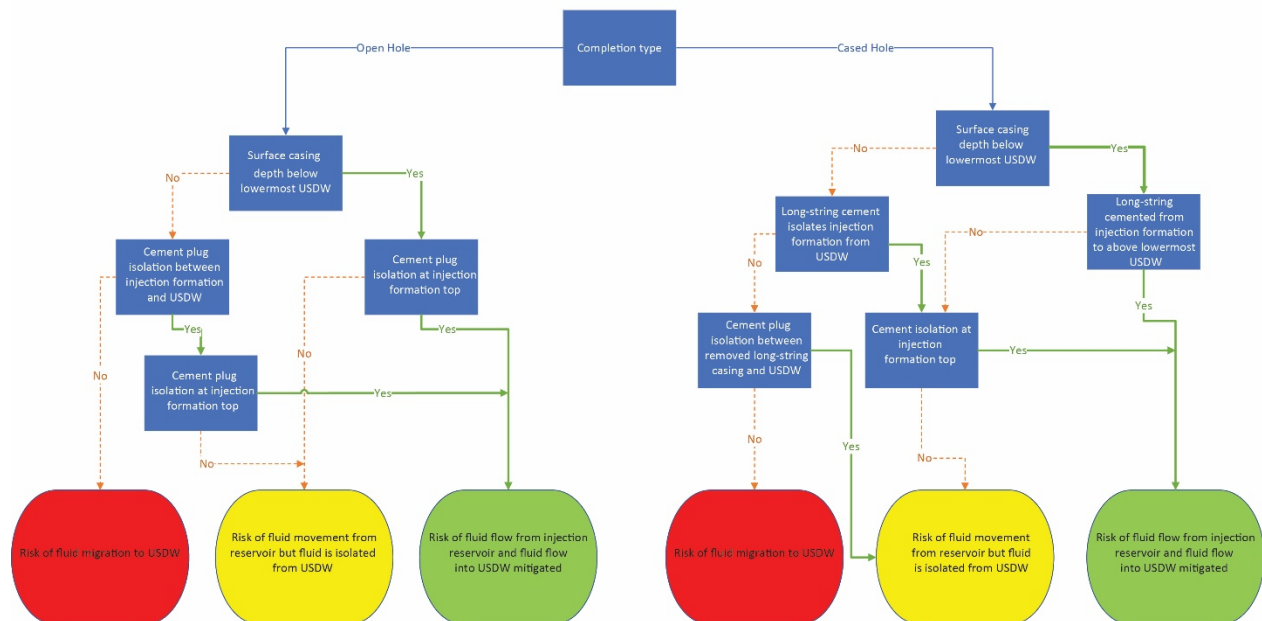 Open Hole
Completion type
Cased Hole
Surface casing
depth below
lowermost USDW
No
Yes
Cement plug
isolation between
injection formation
and USDW
Cement plug
isolation at injection
formation top
No
Yes
Cement plug
isolation at injection
formation top
No
Yes
No
Risk of fluid migration to USDW
Risk of fluid movement from
reservoir but fluid is isolated
from USDW
Risk of fluid flow from injection
reservoir and fluid flow
into USDW mitigated
Surface casing
depth below
lowermost USDW
No
Yes
Long-string cement
isolates injection
formation from
USDW
Long-string
cemented from
injection formation
to above lowermost
USDW
No
No
Yes
Yes
Cement plug
isolation between
removed long-string
casing and USDW
Cement isolation at
injection
formation top
Yes
No
Yes
No
Risk of fluid migration to USDW
Risk of fluid movement
from reservoir but fluid
is isolated from USDW
Risk of fluid flow from injection
reservoir and fluid flow
into USDW mitigated